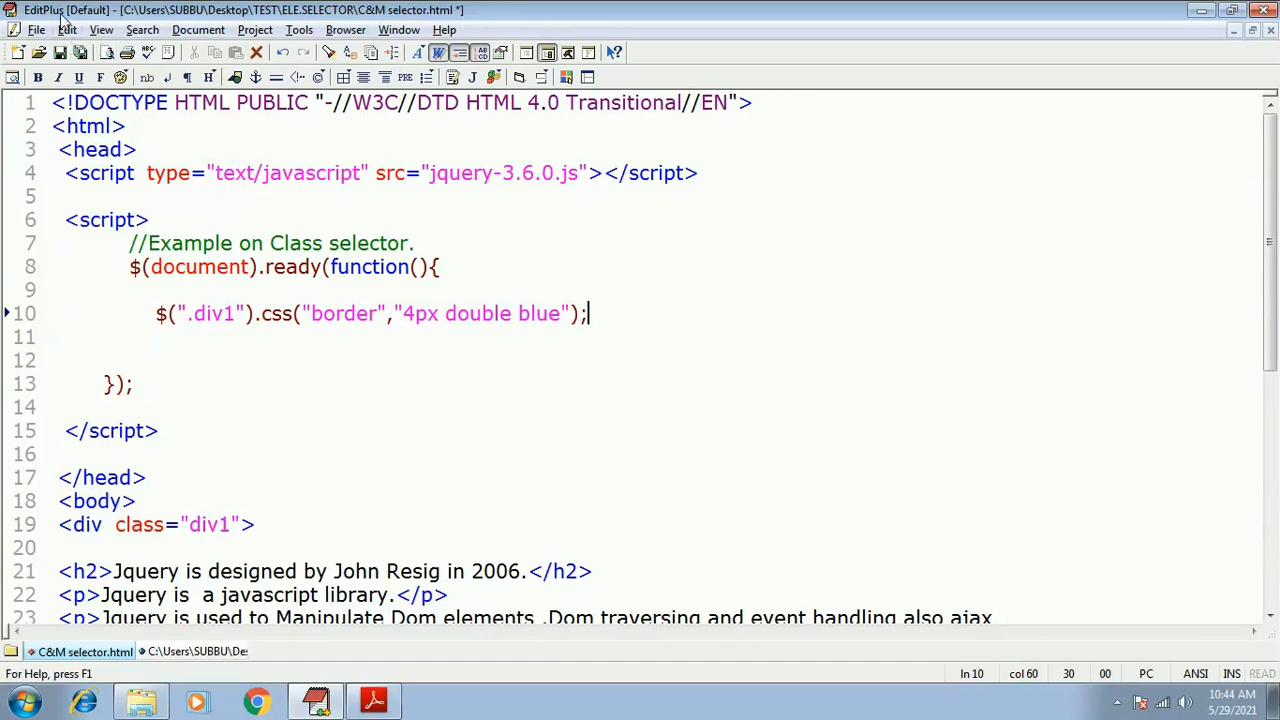 EditPlus [Default] - [C:\Users\SUBBU\Desktop\TEST\ELE.SELECTOR\C&M selector.html *]
File Edit View Search Document Project Tools Browser Window Help
B I U F nb ¶ H PRE
1 <!DOCTYPE HTML PUBLIC "-//W3C//DTD HTML 4.0 Transitional//EN">
2 <html>
3 <head>
4 <script type="text/javascript" src="jquery-3.6.0.js"></script>
5
6 <script>
7 //Example on Class selector.
8 $(document).ready(function(){
9
10 $(".div1").css("border","4px double blue");
11
12
13 });
14
15 </script>
16
17 </head>
18 <body>
19 <div class="div1">
20
21 <h2>Jquery is designed by John Resig in 2006.</h2>
22 <p>Jquery is a javascript library.</p>
23 <p>Jquery is used to Manipulate Dom elements ,Dom traversing and event handling also ajax
C&M selector.html C:\Users\SUBBU\Des
For Help, press F1 ln 10 col 60 30 00 PC ANSI INS READ
10:44 AM
5/29/2021